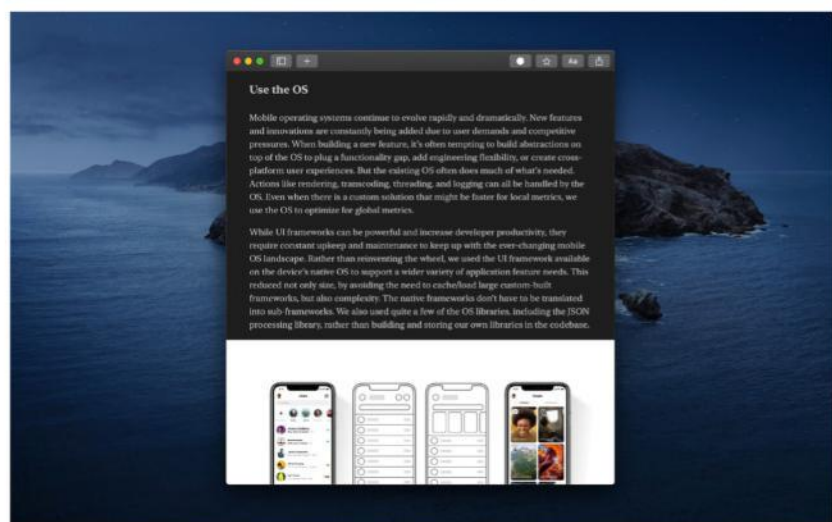 Aa
Use the OS
Mobile operating systems continue to evolve rapidly and dramatically. New features
and innovations are constantly being added due to user demands and competitive
pressures. When building a new feature, it's often tempting to build abstractions on
top of the OS to plug a functionality gap, add engineering flexibility, or create cross-
platform user experiences. But the existing OS often does much of what's needed.
Actions like rendering, transcoding, threading, and logging can all be handled by the
OS. Even when there is a custom solution that might be faster for local metrics, we
use the OS to optimize for global metrics.
While UI frameworks can be powerful and increase developer productivity, they
require constant upkeep and maintenance to keep up with the ever-changing mobile
OS landscape. Rather than reinventing the wheel, we used the UI framework available
on the device's native OS to support a wider variety of application feature needs. This
reduced not only size, by avoiding the need to cache/load large custom-built
frameworks, but also complexity. The native frameworks don't have to be translated
into sub-frameworks. We also used quite a few of the OS libraries, including the JSON
processing library, rather than building and storing our own libraries in the codebase.